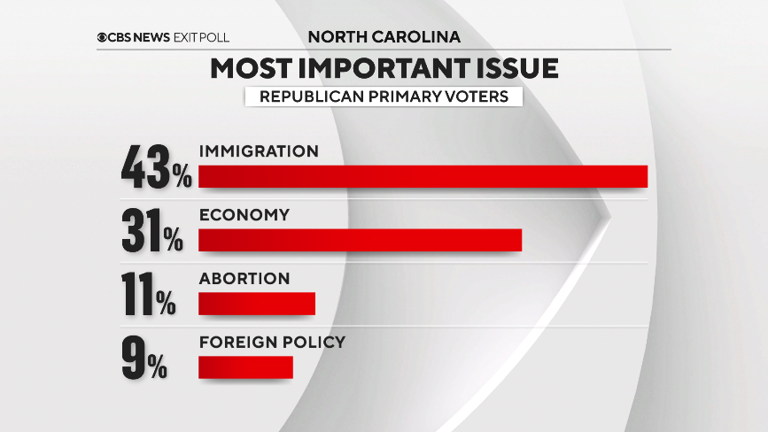 CBS NEWS EXIT POLL
NORTH CAROLINA
MOST IMPORTANT ISSUE
REPUBLICAN PRIMARY VOTERS
43% IMMIGRATION
31% ECONOMY
11% ABORTION
9% FOREIGN POLICY